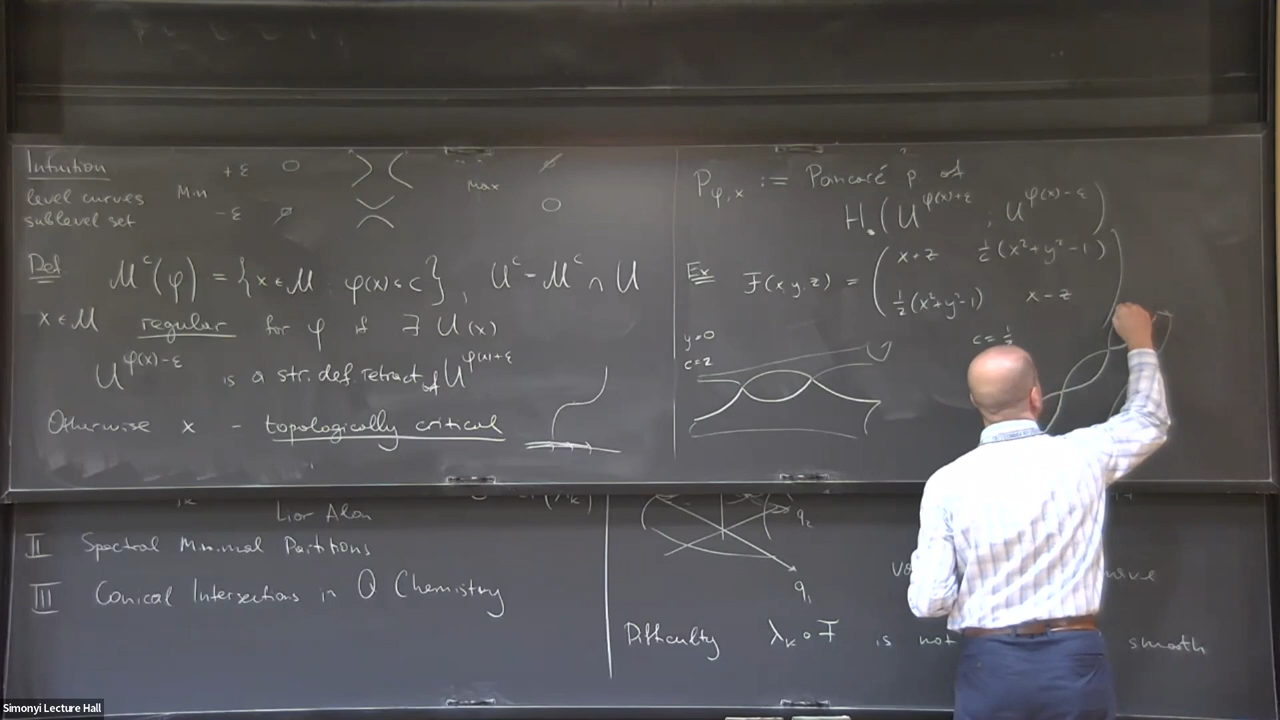 Intuition
level curves
sublevel set
Min
+ε
-ε ∅
max
Def M^c(φ) = {x ∈ M φ(x) ≤ c}, U^c = M^c ∩ U
x ∈ M regular for φ if ∃ U(x)
U^{φ(x)-ε} is a str. def. retract of U^{φ(x)+ε}
Otherwise x - topologically critical
P_{φ,x} := Poncaré p of
H.(U^{φ(x)+ε}, U^{φ(x)-ε})
Ex F(x,y,z) = ( x+z 1/c (x²+y²-1)
1/2 (x²+y²-1) x-z )
y=0
c=2
Lior Alon
II Spectral Minimal Partitions
III Conical Intersections in Q Chemistry
q₂
q₁
Difficulty λ_k ∘ F is not smooth
Simonyi Lecture Hall